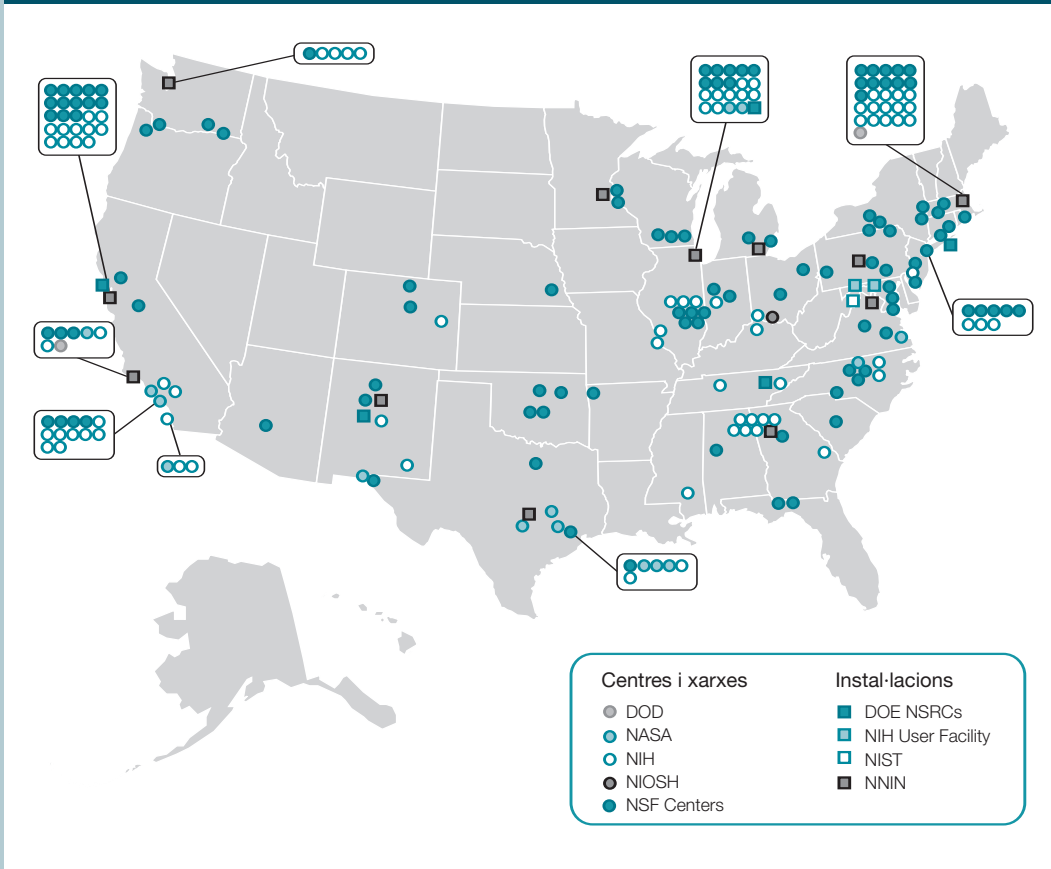 Centres i xarxes
DOD
NASA
NIH
NIOSH
NSF Centers
Instal·lacions
DOE NSRCs
NIH User Facility
NIST
NNIN